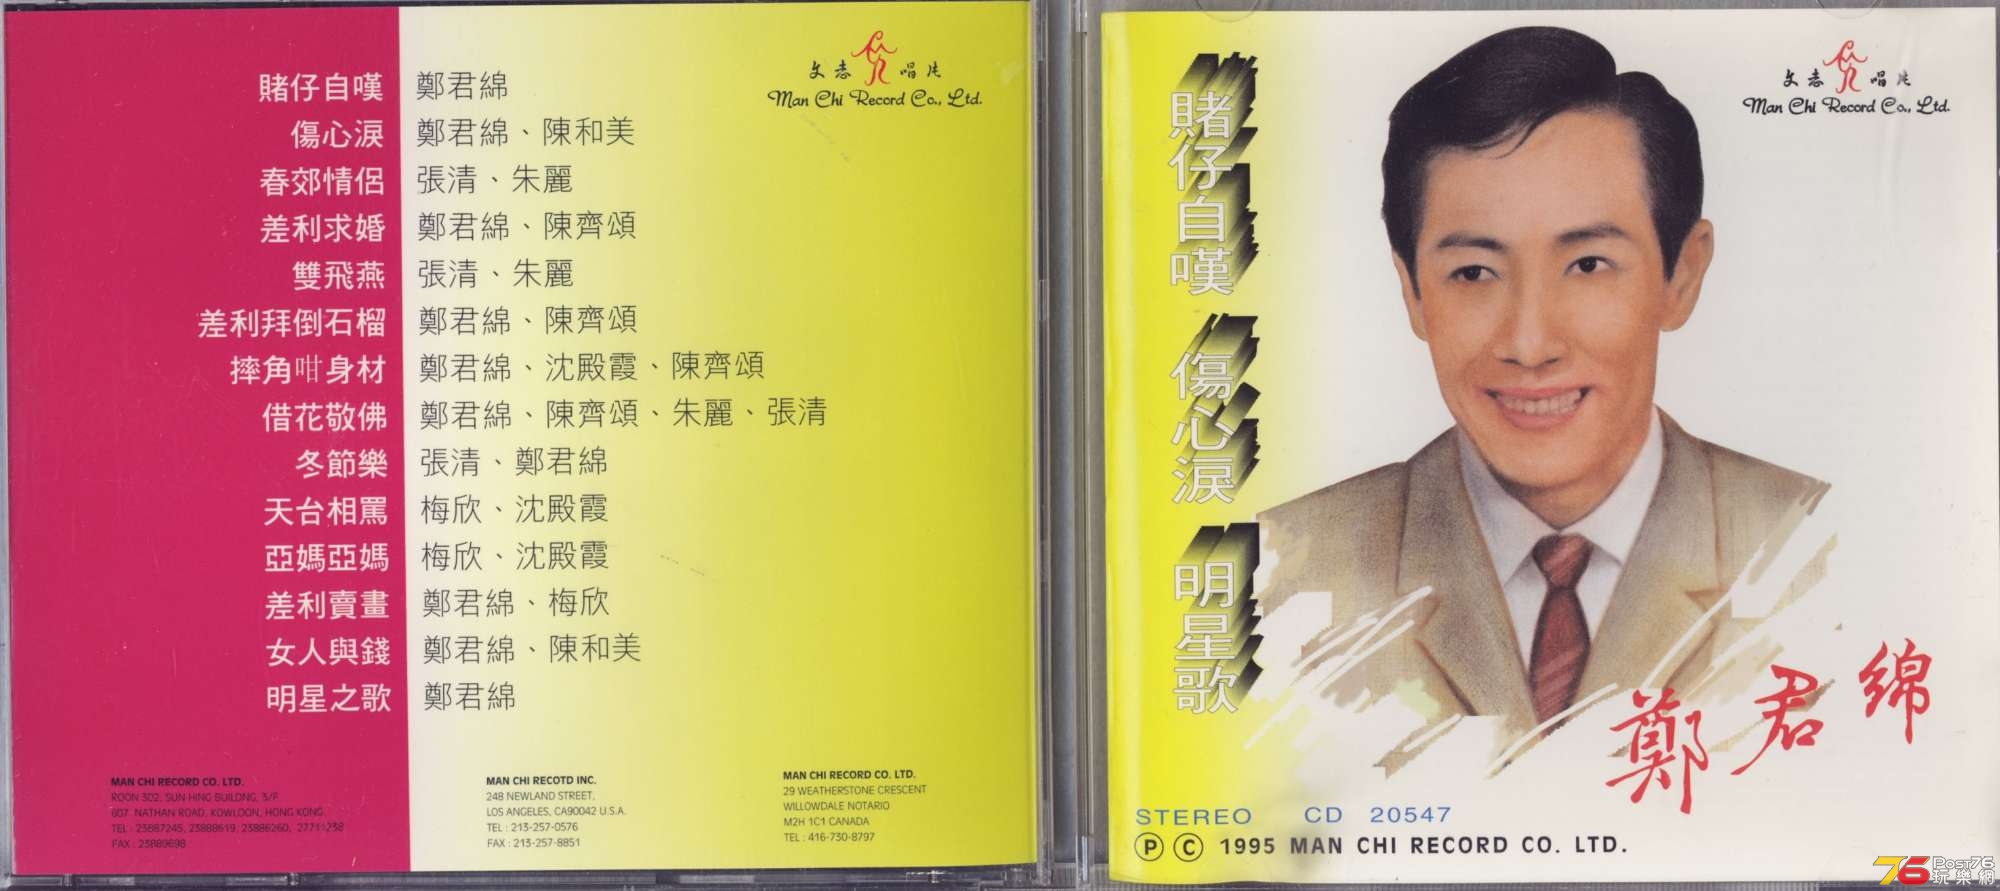 賭仔自嘆 鄭君綿
傷心淚 鄭君綿、陳和美
春郊情侶 張清、朱麗
差利求婚 鄭君綿、陳齊頌
雙飛燕 張清、朱麗
差利拜倒石榴 鄭君綿、陳齊頌
摔角咁身材 鄭君綿、沈殿霞、陳齊頌
借花敬佛 鄭君綿、陳齊頌、朱麗、張清
冬節樂 張清、鄭君綿
天台相罵 梅欣、沈殿霞
亞媽亞媽 梅欣、沈殿霞
差利賣畫 鄭君綿、梅欣
女人與錢 鄭君綿、陳和美
明星之歌 鄭君綿
文志唱片
Man Chi Record Co., Ltd.
MAN CHI RECORD CO. LTD.
ROON 302, SUN HING BUILDNG, 3/F
607 NATHAN ROAD, KOWLOON, HONG KONG.
TEL : 23887245, 23888619, 23886260, 27711238
FAX : 23889698
MAN CHI RECOTD INC.
248 NEWLAND STREET,
LOS ANGELES, CA90042 U.S.A.
TEL : 213-257-0576
FAX : 213-257-8851
MAN CHI RECORD CO. LTD.
29 WEATHERSTONE CRESCENT
WILLOWDALE NOTARIO
M2H 1C1 CANADA
TEL : 416-730-8797
賭仔自嘆 傷心淚 明星歌
文志唱片
Man Chi Record Co., Ltd.
鄭君綿
STEREO CD 20547
Ⓟ Ⓒ 1995 MAN CHI RECORD CO. LTD.
76 Post76
玩樂網